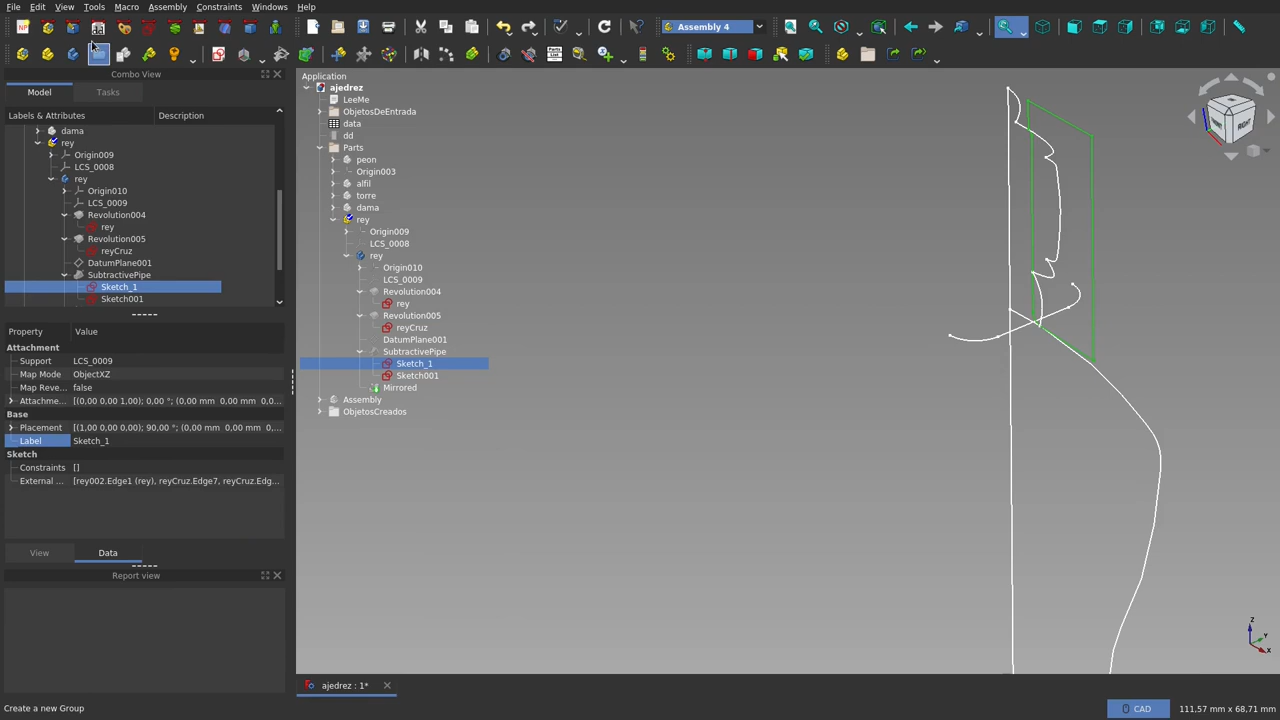 File Edit View Tools Macro Assembly Constraints Windows Help
Assembly 4
Combo View
Model Tasks
Labels & Attributes Description
dama
rey
Origin009
LCS_0008
rey
Origin010
LCS_0009
Revolution004
rey
Revolution005
reyCruz
DatumPlane001
SubtractivePipe
Sketch_1
Sketch001
Property Value
Attachment
Support LCS_0009
Map Mode ObjectXZ
Map Reve... false
Attachme... [(0,00 0,00 1,00); 0,00 °; (0,00 mm 0,00 mm 0,0...
Base
Placement [(1,00 0,00 0,00); 90,00 °; (0,00 mm 0,00 mm 0,...
Label Sketch_1
Sketch
Constraints []
External ... [rey002.Edge1 (rey), reyCruz.Edge7, reyCruz.Edg...
View Data
Report view
Create a new Group
Application
ajedrez
LeeMe
ObjetosDeEntrada
data
dd
Parts
peon
Origin003
alfil
torre
dama
rey
Origin009
LCS_0008
rey
Origin010
LCS_0009
Revolution004
rey
Revolution005
reyCruz
DatumPlane001
SubtractivePipe
Sketch_1
Sketch001
Mirrored
Assembly
ObjetosCreados
RIGHT
Z
Y
X
ajedrez : 1*
CAD 111,57 mm x 68,71 mm